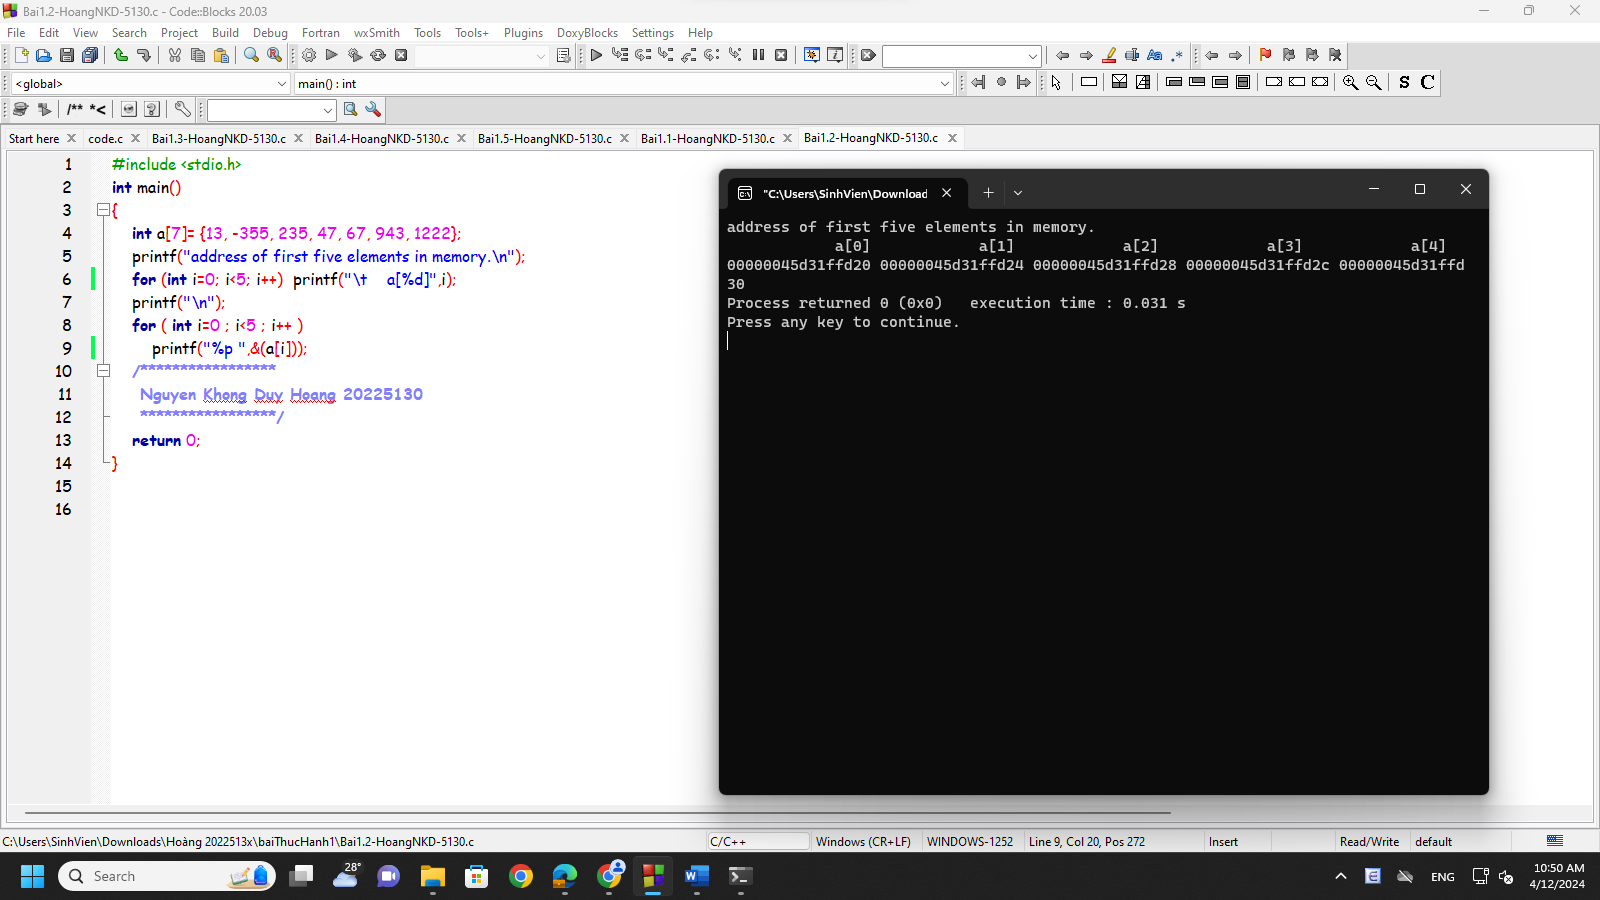 Bai1.2-HoangNKD-5130.c - Code::Blocks 20.03
File Edit View Search Project Build Debug Fortran wxSmith Tools Tools+ Plugins DoxyBlocks Settings Help
<global> main() : int
/** *< S C
Start here code.c Bai1.3-HoangNKD-5130.c Bai1.4-HoangNKD-5130.c Bai1.5-HoangNKD-5130.c Bai1.1-HoangNKD-5130.c Bai1.2-HoangNKD-5130.c
1 #include <stdio.h>
2 int main()
3 {
4 int a[7]= {13, -355, 235, 47, 67, 943, 1222};
5 printf("address of first five elements in memory.\n");
6 for (int i=0; i<5; i++)  printf("\t    a[%d]",i);
7 printf("\n");
8 for ( int i=0 ; i<5 ; i++ )
9 printf("%p ",&(a[i]));
10 /*****************
11 Nguyen Khong Duy Hoang 20225130
12 *****************/
13 return 0;
14 }
15
16
"C:\Users\SinhVien\Download
address of first five elements in memory.
a[0] a[1] a[2] a[3] a[4]
00000045d31ffd20 00000045d31ffd24 00000045d31ffd28 00000045d31ffd2c 00000045d31ffd
30
Process returned 0 (0x0)   execution time : 0.031 s
Press any key to continue.
C:\Users\SinhVien\Downloads\Hoàng 2022513x\baiThucHanh1\Bai1.2-HoangNKD-5130.c C/C++ Windows (CR+LF) WINDOWS-1252 Line 9, Col 20, Pos 272 Insert Read/Write default
Search 28° ENG 10:50 AM
4/12/2024